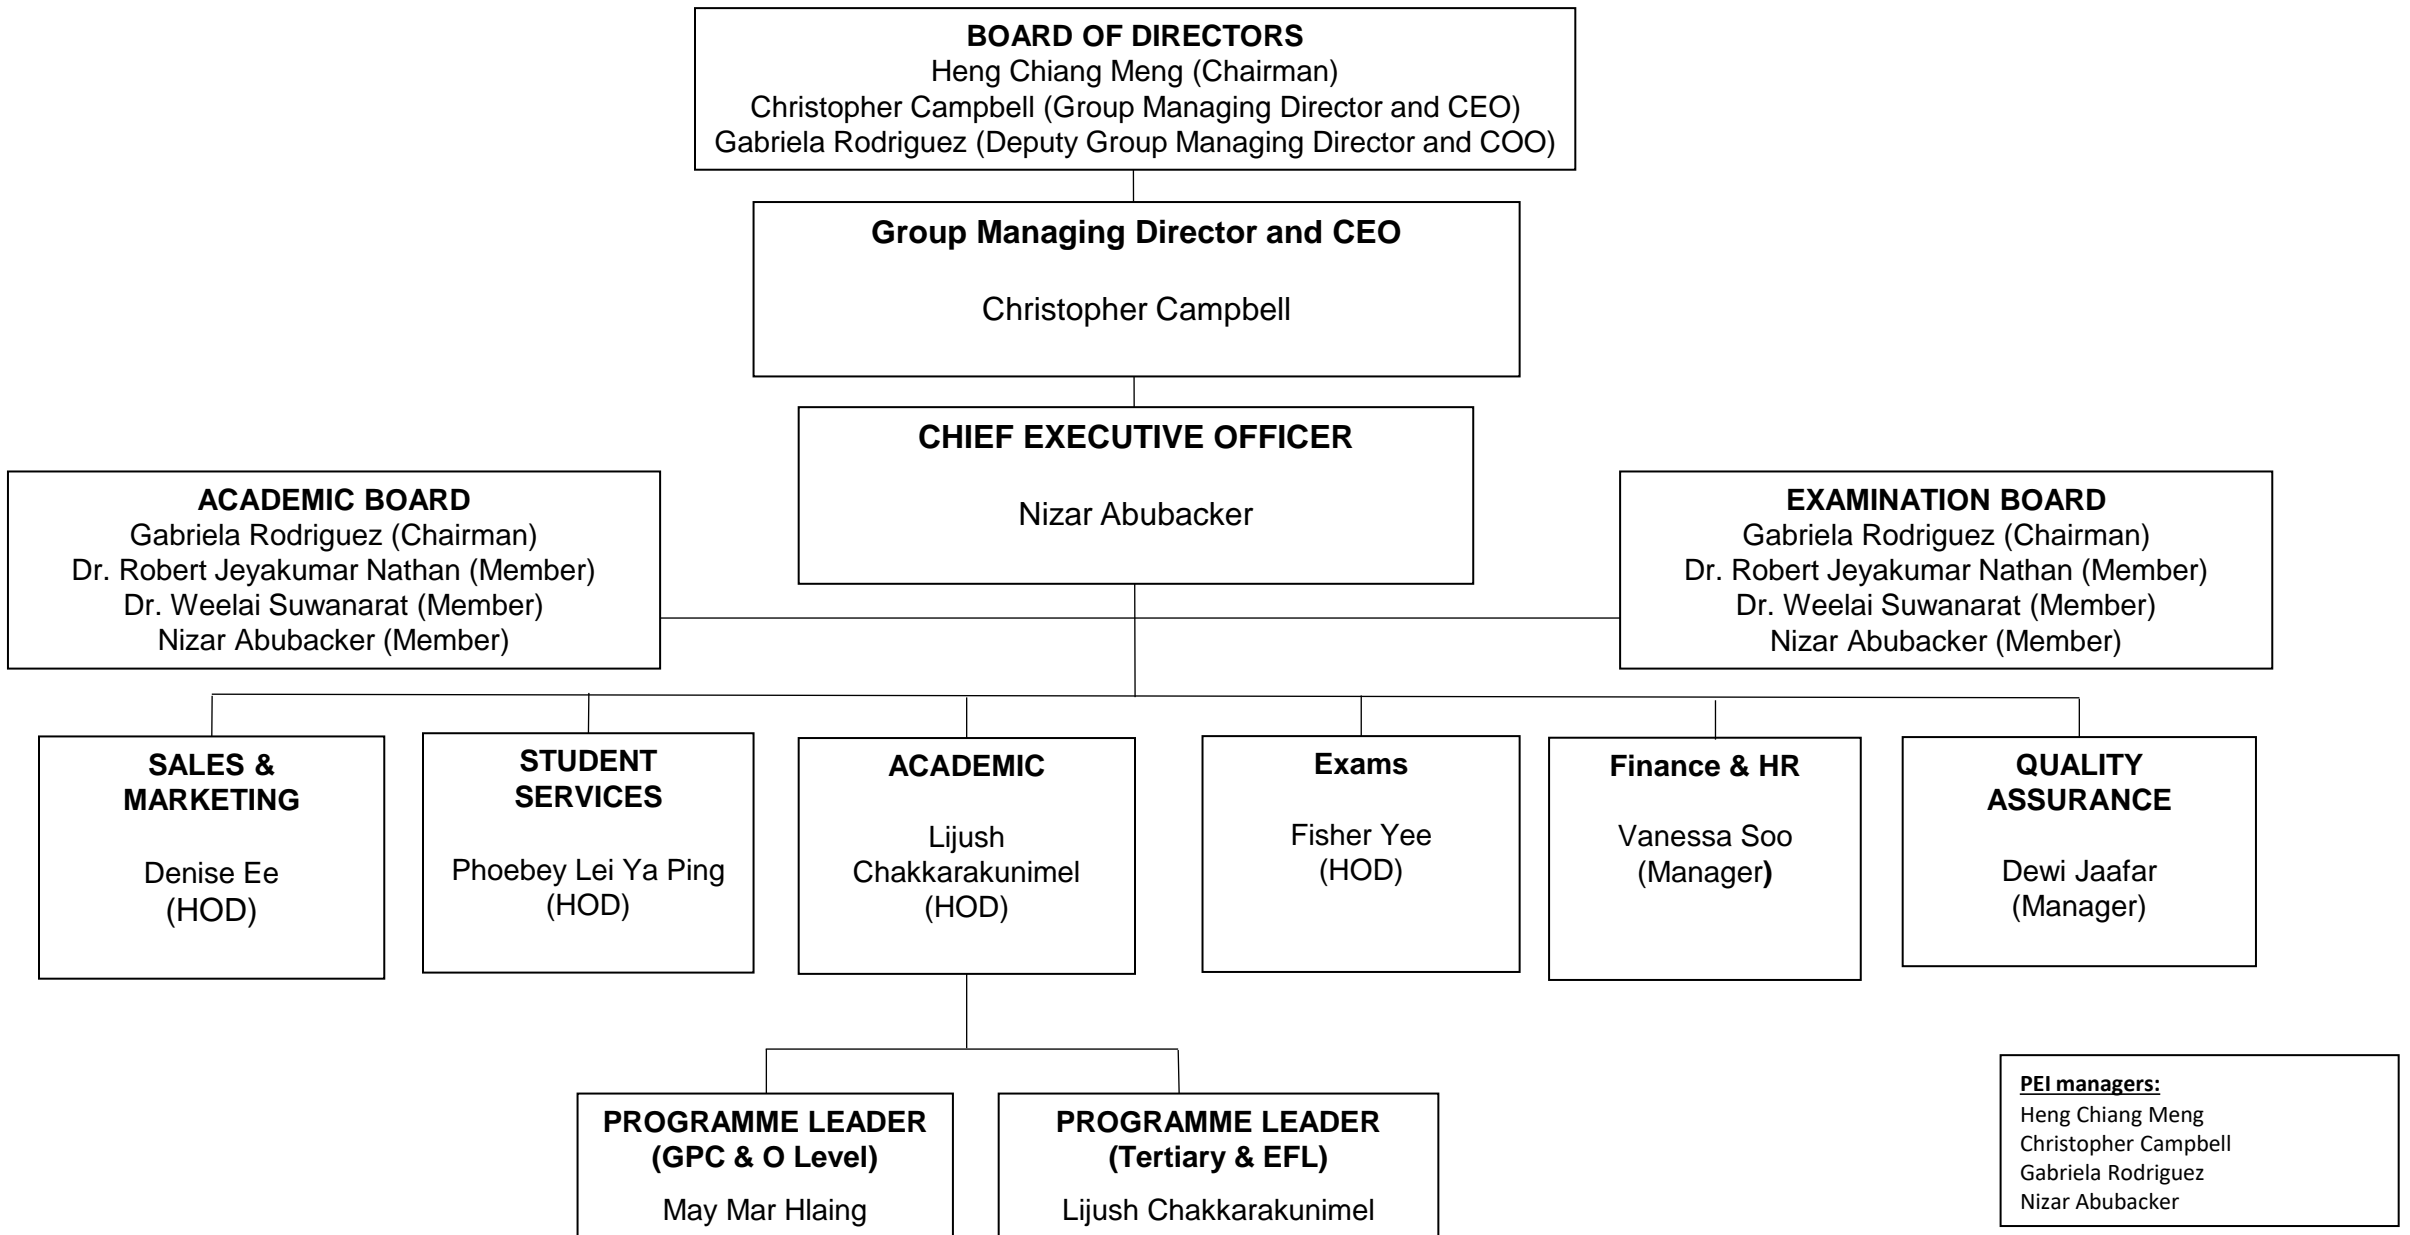 BOARD OF DIRECTORS
Heng Chiang Meng (Chairman)
Christopher Campbell (Group Managing Director and CEO)
Gabriela Rodriguez (Deputy Group Managing Director and COO)
Group Managing Director and CEO
Christopher Campbell
CHIEF EXECUTIVE OFFICER
Nizar Abubacker
ACADEMIC BOARD
Gabriela Rodriguez (Chairman)
Dr. Robert Jeyakumar Nathan (Member)
Dr. Weelai Suwanarat (Member)
Nizar Abubacker (Member)
EXAMINATION BOARD
Gabriela Rodriguez (Chairman)
Dr. Robert Jeyakumar Nathan (Member)
Dr. Weelai Suwanarat (Member)
Nizar Abubacker (Member)
SALES &
MARKETING
Denise Ee
(HOD)
STUDENT
SERVICES
Phoebey Lei Ya Ping
(HOD)
ACADEMIC
Lijush
Chakkarakunimel
(HOD)
Exams
Fisher Yee
(HOD)
Finance & HR
Vanessa Soo
(Manager)
QUALITY
ASSURANCE
Dewi Jaafar
(Manager)
PROGRAMME LEADER
(GPC & O Level)
May Mar Hlaing
PROGRAMME LEADER
(Tertiary & EFL)
Lijush Chakkarakunimel
PEI managers:
Heng Chiang Meng
Christopher Campbell
Gabriela Rodriguez
Nizar Abubacker